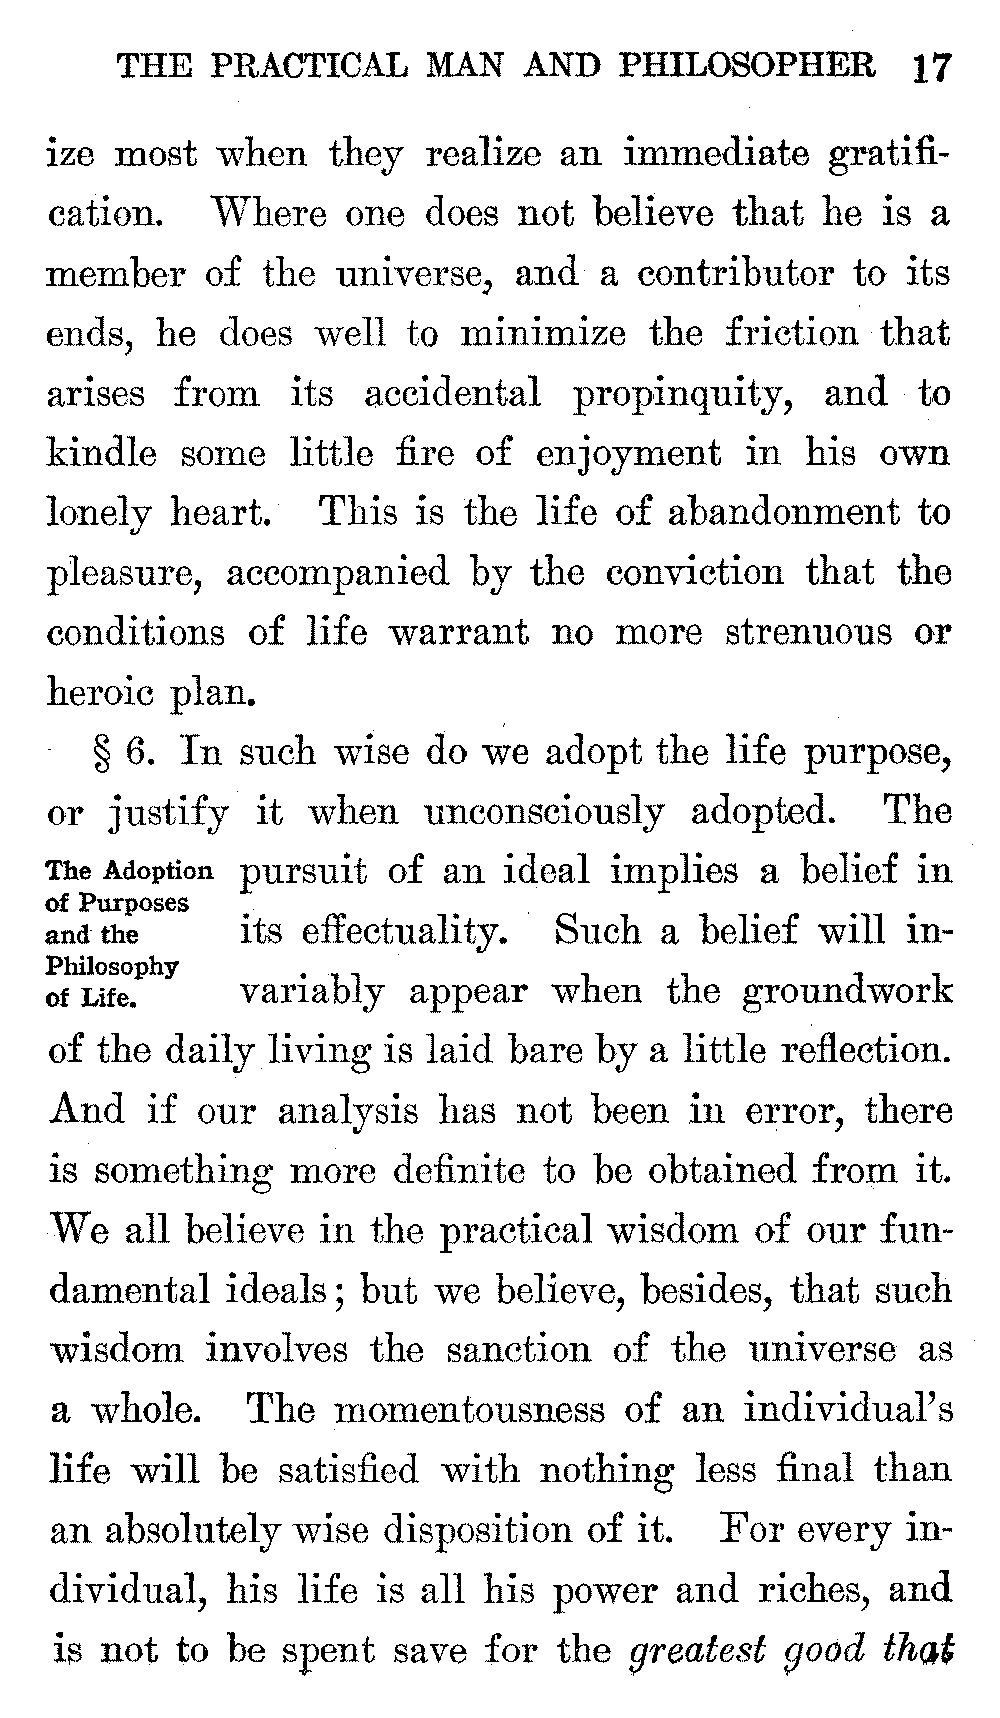 THE PRACTICAL MAN AND PHILOSOPHER 17
ize most when they realize an immediate gratifi-
cation. Where one does not believe that he is a
member of the universe, and a contributor to its
ends, he does well to minimize the friction that
arises from its accidental propinquity, and to
kindle some little fire of enjoyment in his own
lonely heart. This is the life of abandonment to
pleasure, accompanied by the conviction that the
conditions of life warrant no more strenuous or
heroic plan.
§ 6. In such wise do we adopt the life purpose,
or justify it when unconsciously adopted. The
The Adoption
of Purposes
and the
Philosophy
of Life.
pursuit of an ideal implies a belief in
its effectuality. Such a belief will in-
variably appear when the groundwork
of the daily living is laid bare by a little reflection.
And if our analysis has not been in error, there
is something more definite to be obtained from it.
We all believe in the practical wisdom of our fun-
damental ideals; but we believe, besides, that such
wisdom involves the sanction of the universe as
a whole. The momentousness of an individual's
life will be satisfied with nothing less final than
an absolutely wise disposition of it. For every in-
dividual, his life is all his power and riches, and
is not to be spent save for the greatest good that